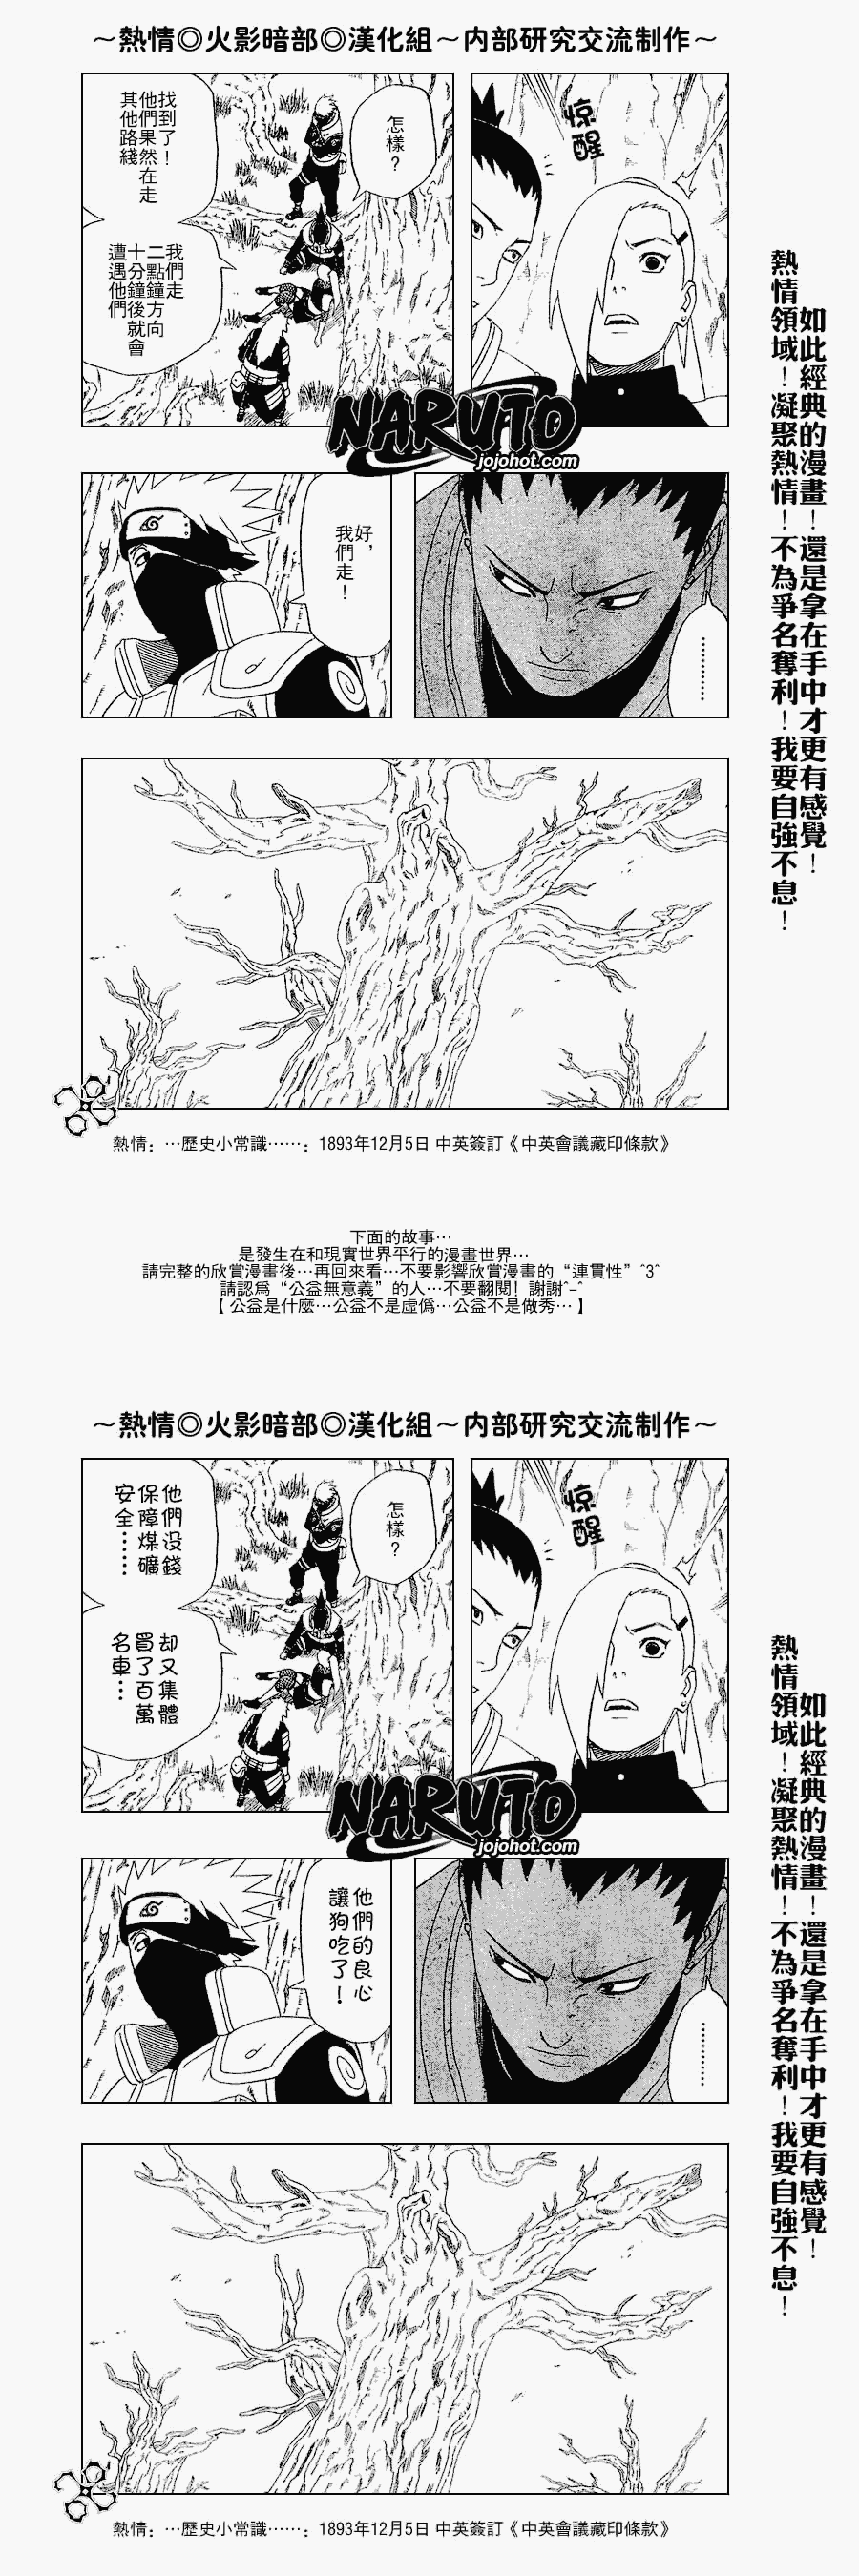 ～熱情◎火影暗部◎漢化組～内部研究交流制作～
惊醒
怎樣？
找到了！
他們果然在走
其他路綫
我們走
二點鐘方向
十分鐘後就會
遭遇他們
NARUTO
jojohot.com
…………
好，
我們走！
如此經典的漫畫！還是拿在手中才更有感覺！
熱情領域！凝聚熱情！不為爭名奪利！我要自強不息！
熱情：…歷史小常識……：1893年12月5日 中英簽訂《中英會議藏印條款》
下面的故事…
是發生在和現實世界平行的漫畫世界…
請完整的欣賞漫畫後…再回來看…不要影響欣賞漫畫的“連貫性”^3^
請認爲“公益無意義”的人…不要翻閱！謝謝^-^
【公益是什麼…公益不是虛僞…公益不是做秀…】
～熱情◎火影暗部◎漢化組～内部研究交流制作～
惊醒
怎樣？
他們没錢
保障煤礦
安全……
却又集體
買了百萬
名車…
NARUTO
jojohot.com
…………
他們的良心
讓狗吃了！
如此經典的漫畫！還是拿在手中才更有感覺！
熱情領域！凝聚熱情！不為爭名奪利！我要自強不息！
熱情：…歷史小常識……：1893年12月5日 中英簽訂《中英會議藏印條款》